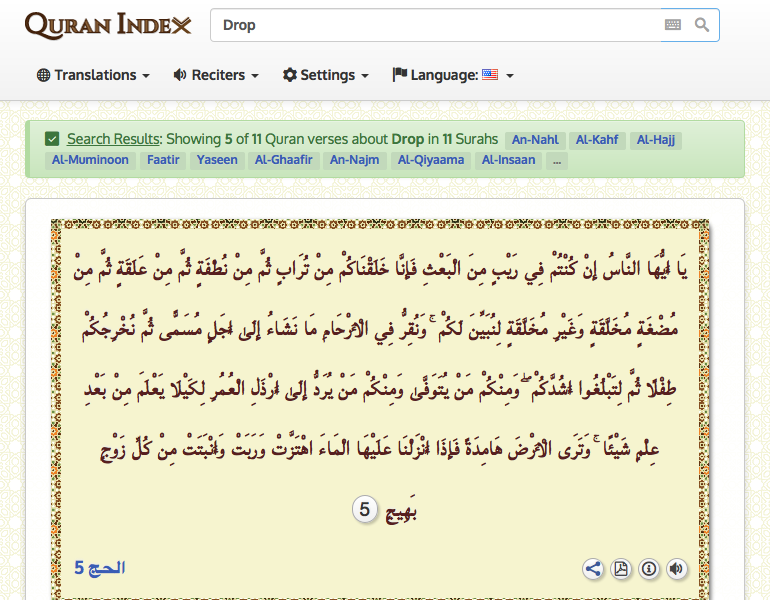 QURAN INDEX
Drop
Translations
Reciters
Settings
Language:
Search Results: Showing 5 of 11 Quran verses about Drop in 11 Surahs An-Nahl Al-Kahf Al-Hajj
Al-Muminoon Faatir Yaseen Al-Ghaafir An-Najm Al-Qiyaama Al-Insaan ...
يَا أَيُّهَا النَّاسُ إِنْ كُنْتُمْ فِي رَيْبٍ مِنَ الْبَعْثِ فَإِنَّا خَلَقْنَاكُمْ مِنْ تُرَابٍ ثُمَّ مِنْ نُطْفَةٍ ثُمَّ مِنْ عَلَقَةٍ ثُمَّ مِنْ
مُضْغَةٍ مُخَلَّقَةٍ وَغَيْرِ مُخَلَّقَةٍ لِنُبَيِّنَ لَكُمْ ۚ وَنُقِرُّ فِي الْأَرْحَامِ مَا نَشَاءُ إِلَىٰ أَجَلٍ مُسَمًّى ثُمَّ نُخْرِجُكُمْ
طِفْلًا ثُمَّ لِتَبْلُغُوا أَشُدَّكُمْ ۖ وَمِنْكُمْ مَنْ يُتَوَفَّىٰ وَمِنْكُمْ مَنْ يُرَدُّ إِلَىٰ أَرْذَلِ الْعُمُرِ لِكَيْلَا يَعْلَمَ مِنْ بَعْدِ
عِلْمٍ شَيْئًا ۚ وَتَرَى الْأَرْضَ هَامِدَةً فَإِذَا أَنْزَلْنَا عَلَيْهَا الْمَاءَ اهْتَزَّتْ وَرَبَتْ وَأَنْبَتَتْ مِنْ كُلِّ زَوْجٍ
بَهِيجٍ 5
الحج 5